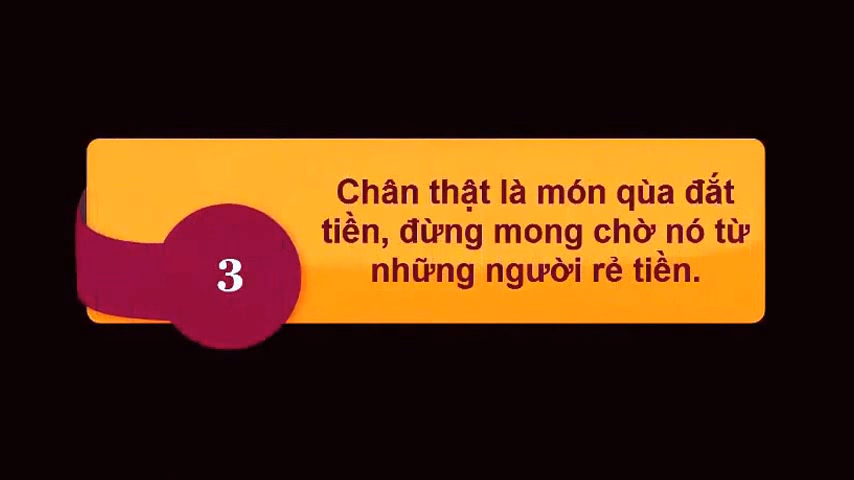 Chân thật là món qùa đắt
tiền, đừng mong chờ nó từ
3
những người rẻ tiền.